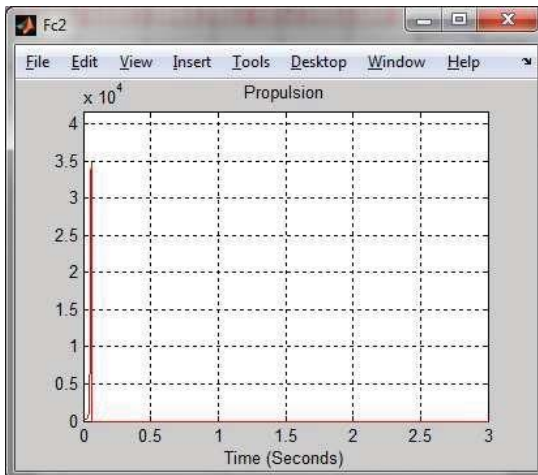 Fc2
File Edit View Insert Tools Desktop Window Help
x 10^4
Propulsion
4
3.5
3
2.5
2
1.5
1
0.5
0
0 0.5 1 1.5 2 2.5 3
Time (Seconds)